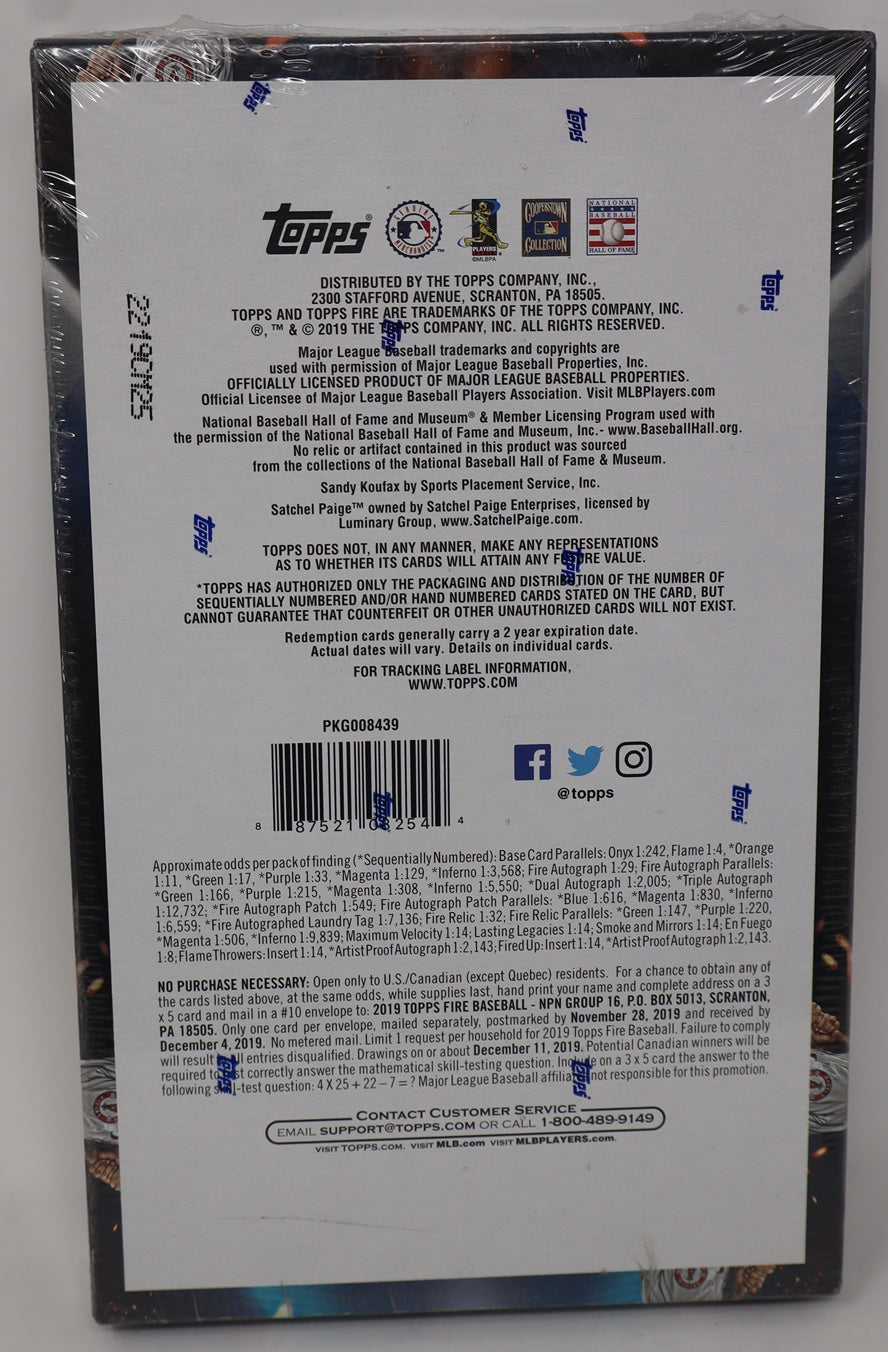 topps® GENUINE MERCHANDISE ™ PLAYERS ©MLBPA COOPERSTOWN COLLECTION NATIONAL BASEBALL HALL OF FAME
DISTRIBUTED BY THE TOPPS COMPANY, INC.,
2300 STAFFORD AVENUE, SCRANTON, PA 18505.
TOPPS AND TOPPS FIRE ARE TRADEMARKS OF THE TOPPS COMPANY, INC.
®, ™ & © 2019 THE TOPPS COMPANY, INC. ALL RIGHTS RESERVED.
2219CM25
Major League Baseball trademarks and copyrights are
used with permission of Major League Baseball Properties, Inc.
OFFICIALLY LICENSED PRODUCT OF MAJOR LEAGUE BASEBALL PROPERTIES.
Official Licensee of Major League Baseball Players Association. Visit MLBPlayers.com
National Baseball Hall of Fame and Museum® & Member Licensing Program used with
the permission of the National Baseball Hall of Fame and Museum, Inc.- www.BaseballHall.org.
No relic or artifact contained in this product was sourced
from the collections of the National Baseball Hall of Fame & Museum.
Sandy Koufax by Sports Placement Service, Inc.
Satchel Paige™ owned by Satchel Paige Enterprises, licensed by
Luminary Group, www.SatchelPaige.com.
TOPPS DOES NOT, IN ANY MANNER, MAKE ANY REPRESENTATIONS
AS TO WHETHER ITS CARDS WILL ATTAIN ANY FUTURE VALUE.
*TOPPS HAS AUTHORIZED ONLY THE PACKAGING AND DISTRIBUTION OF THE NUMBER OF
SEQUENTIALLY NUMBERED AND/OR HAND NUMBERED CARDS STATED ON THE CARD, BUT
CANNOT GUARANTEE THAT COUNTERFEIT OR OTHER UNAUTHORIZED CARDS WILL NOT EXIST.
Redemption cards generally carry a 2 year expiration date.
Actual dates will vary. Details on individual cards.
FOR TRACKING LABEL INFORMATION,
WWW.TOPPS.COM
PKG008439
8 87521 08254 4
@topps
Approximate odds per pack of finding (*Sequentially Numbered): Base Card Parallels: Onyx 1:242, Flame 1:4, *Orange
1:11, *Green 1:17, *Purple 1:33, *Magenta 1:129, *Inferno 1:3,568; Fire Autograph 1:29; Fire Autograph Parallels:
*Green 1:166, *Purple 1:215, *Magenta 1:308, *Inferno 1:5,550; *Dual Autograph 1:2,005; *Triple Autograph
1:12,732; *Fire Autograph Patch 1:549; Fire Autograph Patch Parallels: *Blue 1:616, *Magenta 1:830, *Inferno
1:6,559; *Fire Autographed Laundry Tag 1:7,136; Fire Relic 1:32; Fire Relic Parallels: *Green 1:147, *Purple 1:220,
*Magenta 1:506, *Inferno 1:9,839; Maximum Velocity 1:14; Lasting Legacies 1:14; Smoke and Mirrors 1:14; En Fuego
1:8; Flame Throwers: Insert 1:14, *Artist Proof Autograph 1:2,143; Fired Up: Insert 1:14, *Artist Proof Autograph 1:2,143.
NO PURCHASE NECESSARY: Open only to U.S./Canadian (except Quebec) residents. For a chance to obtain any of
the cards listed above, at the same odds, while supplies last, hand print your name and complete address on a 3
x 5 card and mail in a #10 envelope to: 2019 TOPPS FIRE BASEBALL - NPN GROUP 16, P.O. BOX 5013, SCRANTON,
PA 18505. Only one card per envelope, mailed separately, postmarked by November 28, 2019 and received by
December 4, 2019. No metered mail. Limit 1 request per household for 2019 Topps Fire Baseball. Failure to comply
will result all entries disqualified. Drawings on or about December 11, 2019. Potential Canadian winners will be
required to first correctly answer the mathematical skill-testing question. Include on a 3 x 5 card the answer to the
following skill-test question: 4 X 25 + 22 – 7 = ? Major League Baseball affiliates not responsible for this promotion.
CONTACT CUSTOMER SERVICE
EMAIL SUPPORT@TOPPS.COM OR CALL 1-800-489-9149
VISIT TOPPS.COM. VISIT MLB.com VISIT MLBPLAYERS.com.